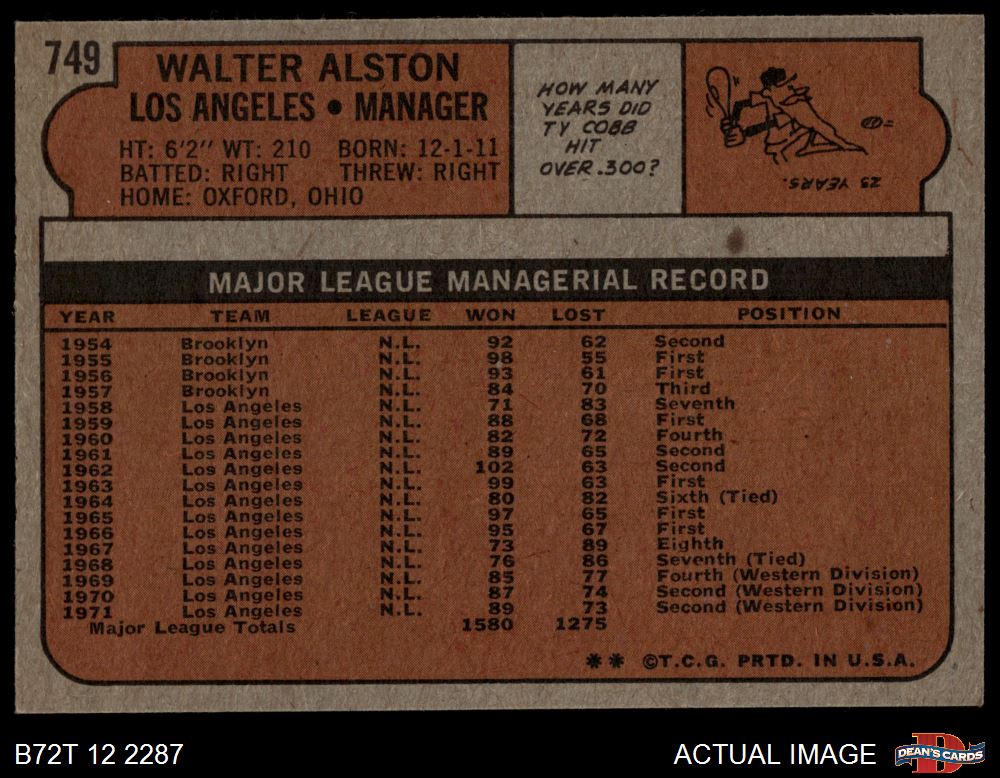 749
WALTER ALSTON
LOS ANGELES • MANAGER
HT: 6'2" WT: 210 BORN: 12-1-11
BATTED: RIGHT THREW: RIGHT
HOME: OXFORD, OHIO
HOW MANY
YEARS DID
TY COBB
HIT
OVER .300?
25 YEARS.
MAJOR LEAGUE MANAGERIAL RECORD
YEAR TEAM LEAGUE WON LOST POSITION
1954 Brooklyn N.L. 92 62 Second
1955 Brooklyn N.L. 98 55 First
1956 Brooklyn N.L. 93 61 First
1957 Brooklyn N.L. 84 70 Third
1958 Los Angeles N.L. 71 83 Seventh
1959 Los Angeles N.L. 88 68 First
1960 Los Angeles N.L. 82 72 Fourth
1961 Los Angeles N.L. 89 65 Second
1962 Los Angeles N.L. 102 63 Second
1963 Los Angeles N.L. 99 63 First
1964 Los Angeles N.L. 80 82 Sixth (Tied)
1965 Los Angeles N.L. 97 65 First
1966 Los Angeles N.L. 95 67 First
1967 Los Angeles N.L. 73 89 Eighth
1968 Los Angeles N.L. 76 86 Seventh (Tied)
1969 Los Angeles N.L. 85 77 Fourth (Western Division)
1970 Los Angeles N.L. 87 74 Second (Western Division)
1971 Los Angeles N.L. 89 73 Second (Western Division)
Major League Totals 1580 1275
** ©T.C.G. PRTD. IN U.S.A.
B72T 12 2287
ACTUAL IMAGE
DEAN'S CARDS